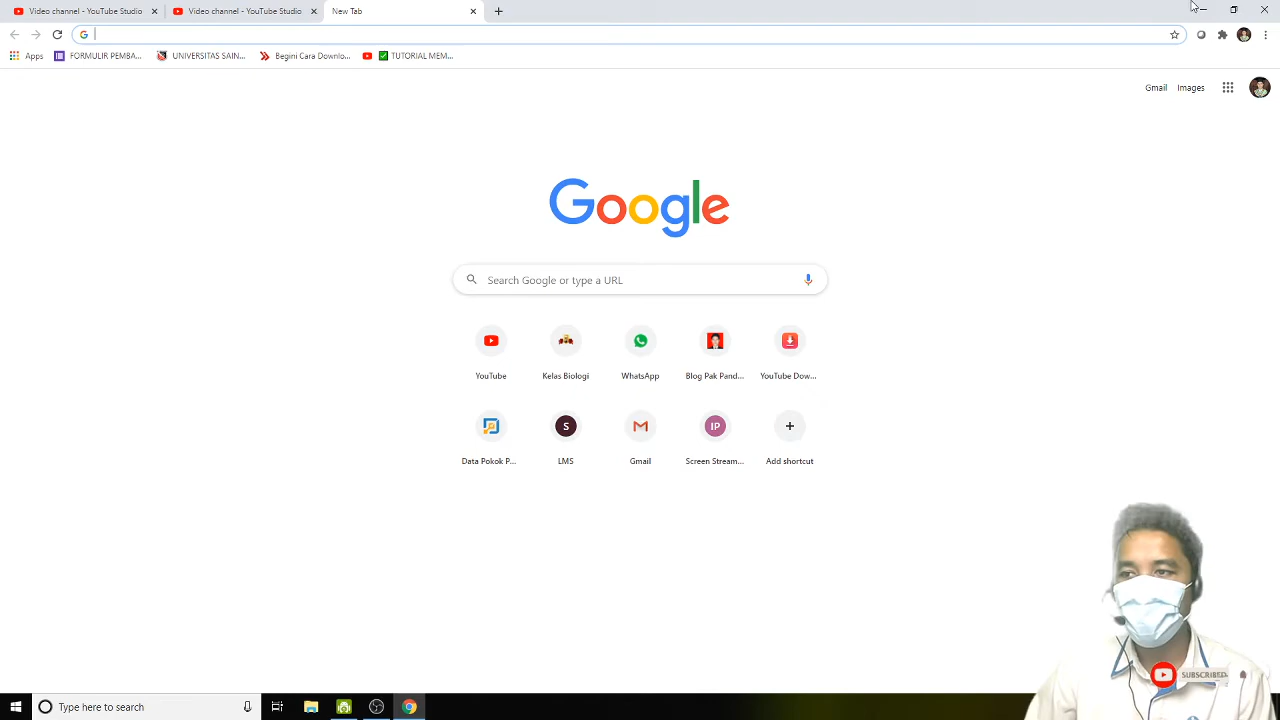 Video channel - YouTube Studio
Video channel - YouTube Studio
New Tab
Apps
FORMULIR PEMBA...
UNIVERSITAS SAIN...
Begini Cara Downlo...
TUTORIAL MEM...
Gmail
Images
Google
Search Google or type a URL
YouTube
Kelas Biologi
WhatsApp
Blog Pak Pand...
YouTube Dow...
Data Pokok P...
S
LMS
Gmail
IP
Screen Stream...
Add shortcut
SUBSCRIBED
Type here to search